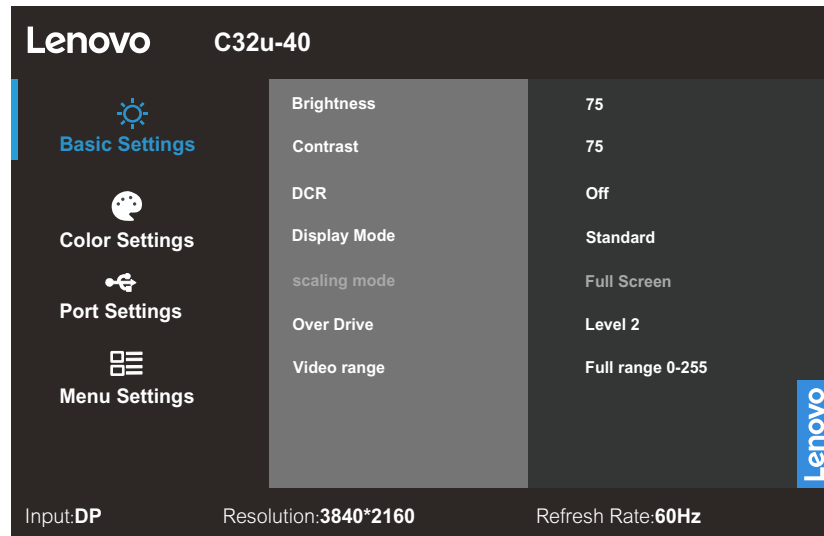 Lenovo C32u-40
Basic Settings
Color Settings
Port Settings
Menu Settings
Brightness 75
Contrast 75
DCR Off
Display Mode Standard
scaling mode Full Screen
Over Drive Level 2
Video range Full range 0-255
Lenovo
Input:DP Resolution:3840*2160 Refresh Rate:60Hz